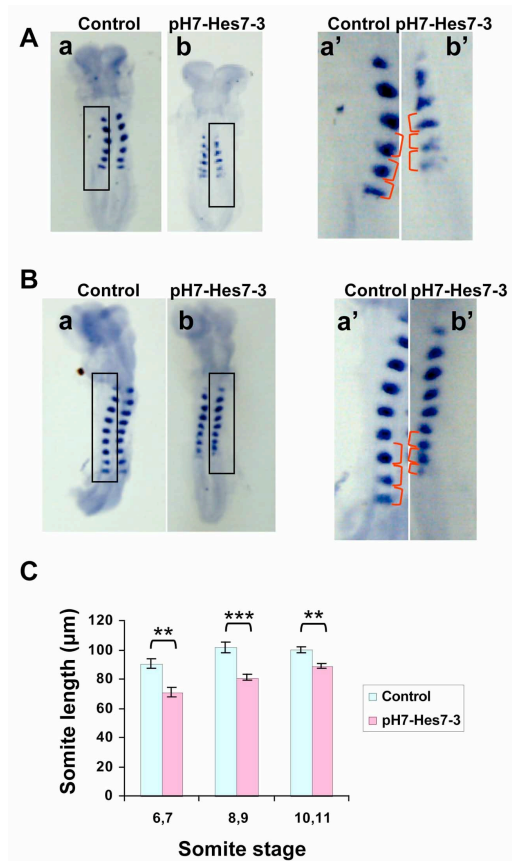 A
Control pH7-Hes7-3 Control pH7-Hes7-3
a b a’ b’
B
Control pH7-Hes7-3 Control pH7-Hes7-3
a b a’ b’
C
** *** **
120
100
80
60
40
20
0
Somite length (μm)
6,7 8,9 10,11
Somite stage
Control
pH7-Hes7-3